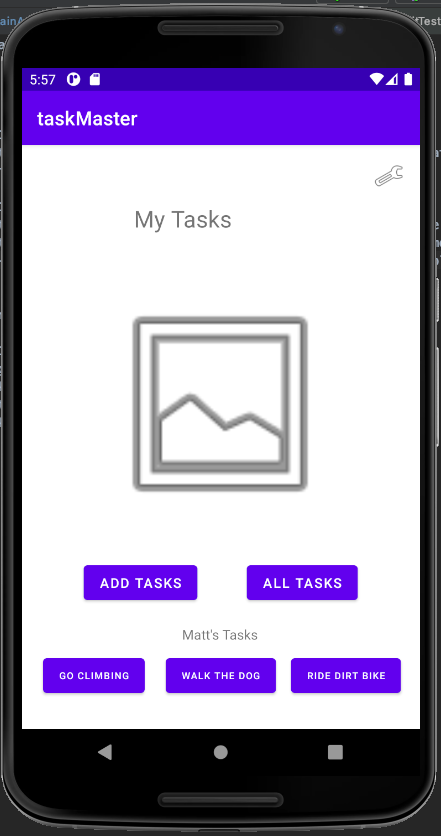 5:57
taskMaster
My Tasks
ADD TASKS ALL TASKS
Matt's Tasks
GO CLIMBING WALK THE DOG RIDE DIRT BIKE